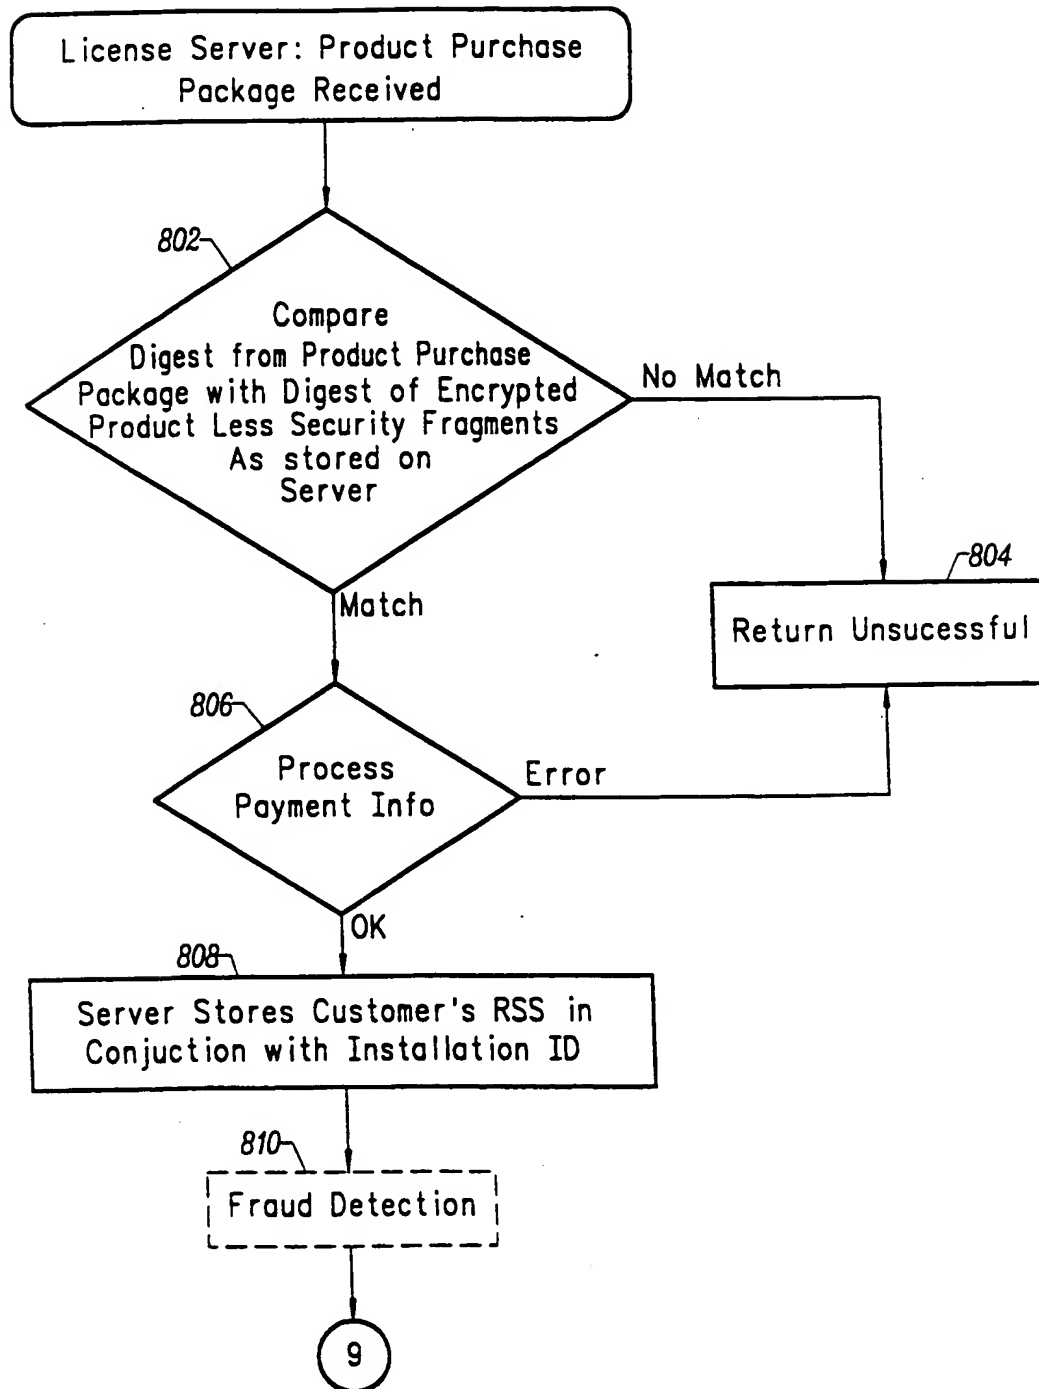 License Server: Product Purchase
Package Received
802
Compare
Digest from Product Purchase
Package with Digest of Encrypted
Product Less Security Fragments
As stored on
Server
No Match
804
Return Unsucessful
Match
806
Process
Payment Info
Error
OK
808
Server Stores Customer's RSS in
Conjuction with Installation ID
810
Fraud Detection
9